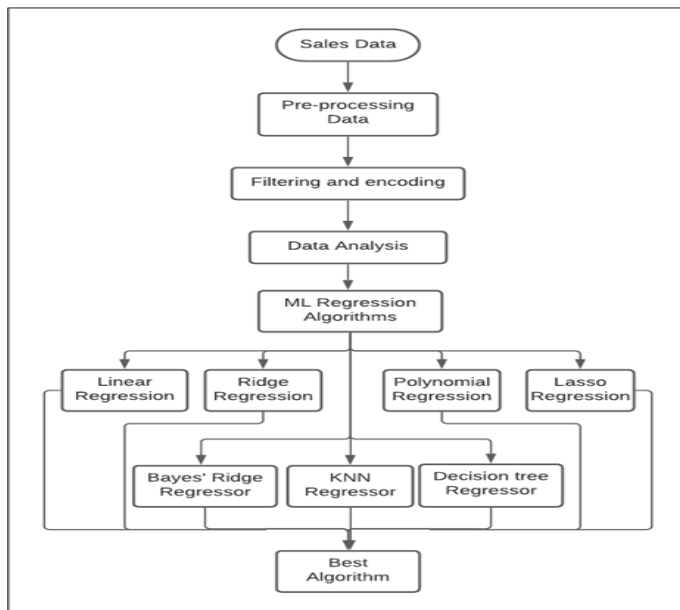 Sales Data
Pre-processing
Data
Filtering and encoding
Data Analysis
ML Regression
Algorithms
Linear
Regression
Ridge
Regression
Polynomial
Regression
Lasso
Regression
Bayes' Ridge
Regressor
KNN
Regressor
Decision tree
Regressor
Best
Algorithm